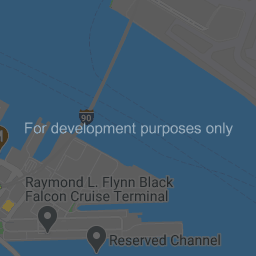 90
For development purposes only
Raymond L. Flynn Black
Falcon Cruise Terminal
Reserved Channel